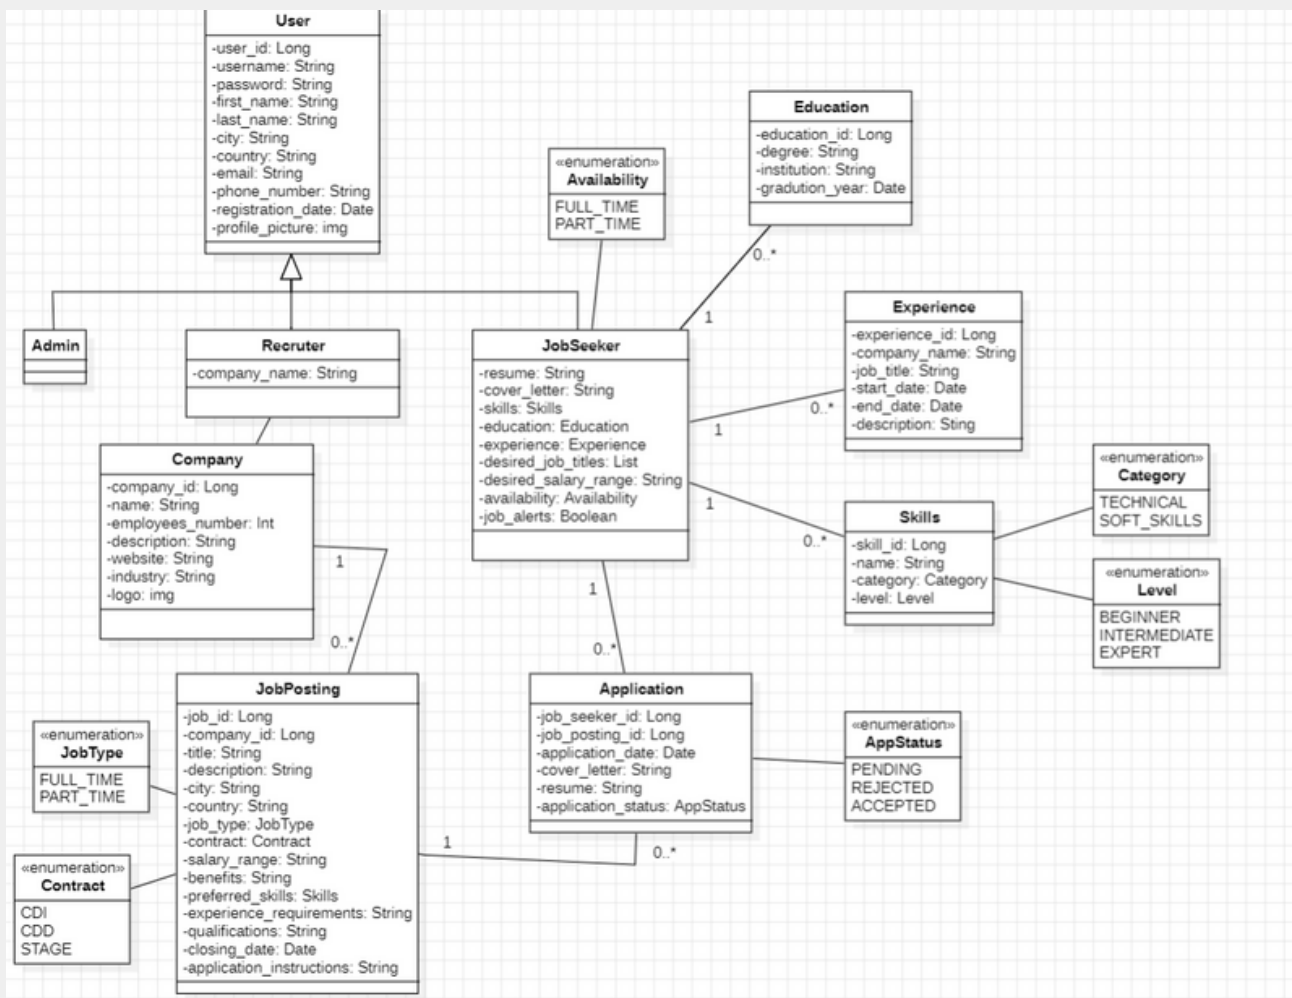 User
-user_id: Long
-username: String
-password: String
-first_name: String
-last_name: String
-city: String
-country: String
-email: String
-phone_number: String
-registration_date: Date
-profile_picture: img
Education
-education_id: Long
-degree: String
-institution: String
-gradution_year: Date
«enumeration»
Availability
FULL_TIME
PART_TIME
0..*
1
Experience
-experience_id: Long
-company_name: String
-job_title: String
-start_date: Date
-end_date: Date
-description: Sting
Admin
Recruter
-company_name: String
JobSeeker
-resume: String
-cover_letter: String
-skills: Skills
-education: Education
-experience: Experience
-desired_job_titles: List
-desired_salary_range: String
-availability: Availability
-job_alerts: Boolean
0..*
1
1
0..*
Company
-company_id: Long
-name: String
-employees_number: Int
-description: String
-website: String
-industry: String
-logo: img
«enumeration»
Category
TECHNICAL
SOFT_SKILLS
Skills
-skill_id: Long
-name: String
-category: Category
-level: Level
«enumeration»
Level
BEGINNER
INTERMEDIATE
EXPERT
1
0..*
1
0..*
JobPosting
-job_id: Long
-company_id: Long
-title: String
-description: String
-city: String
-country: String
-job_type: JobType
-contract: Contract
-salary_range: String
-benefits: String
-preferred_skills: Skills
-experience_requirements: String
-qualifications: String
-closing_date: Date
-application_instructions: String
Application
-job_seeker_id: Long
-job_posting_id: Long
-application_date: Date
-cover_letter: String
-resume: String
-application_status: AppStatus
«enumeration»
AppStatus
PENDING
REJECTED
ACCEPTED
«enumeration»
JobType
FULL_TIME
PART_TIME
1
0..*
«enumeration»
Contract
CDI
CDD
STAGE